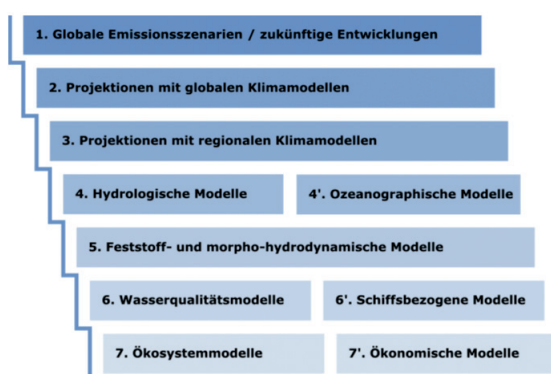 1. Globale Emissionsszenarien / zukünftige Entwicklungen
2. Projektionen mit globalen Klimamodellen
3. Projektionen mit regionalen Klimamodellen
4. Hydrologische Modelle
4'. Ozeanographische Modelle
5. Feststoff- und morpho-hydrodynamische Modelle
6. Wasserqualitätsmodelle
6'. Schiffsbezogene Modelle
7. Ökosystemmodelle
7'. Ökonomische Modelle